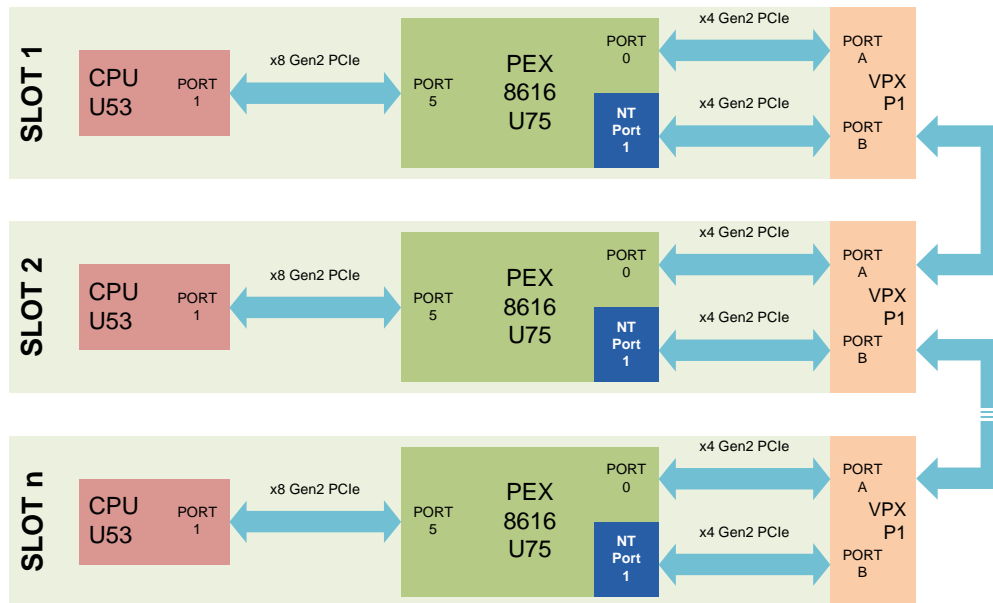 SLOT 1
CPU
U53
PORT
1
x8 Gen2 PCIe
PORT
5
PEX
8616
U75
PORT
0
NT
Port
1
x4 Gen2 PCIe
x4 Gen2 PCIe
PORT
A
VPX
P1
PORT
B
SLOT 2
CPU
U53
PORT
1
x8 Gen2 PCIe
PORT
5
PEX
8616
U75
PORT
0
NT
Port
1
x4 Gen2 PCIe
x4 Gen2 PCIe
PORT
A
VPX
P1
PORT
B
SLOT n
CPU
U53
PORT
1
x8 Gen2 PCIe
PORT
5
PEX
8616
U75
PORT
0
NT
Port
1
x4 Gen2 PCIe
x4 Gen2 PCIe
PORT
A
VPX
P1
PORT
B